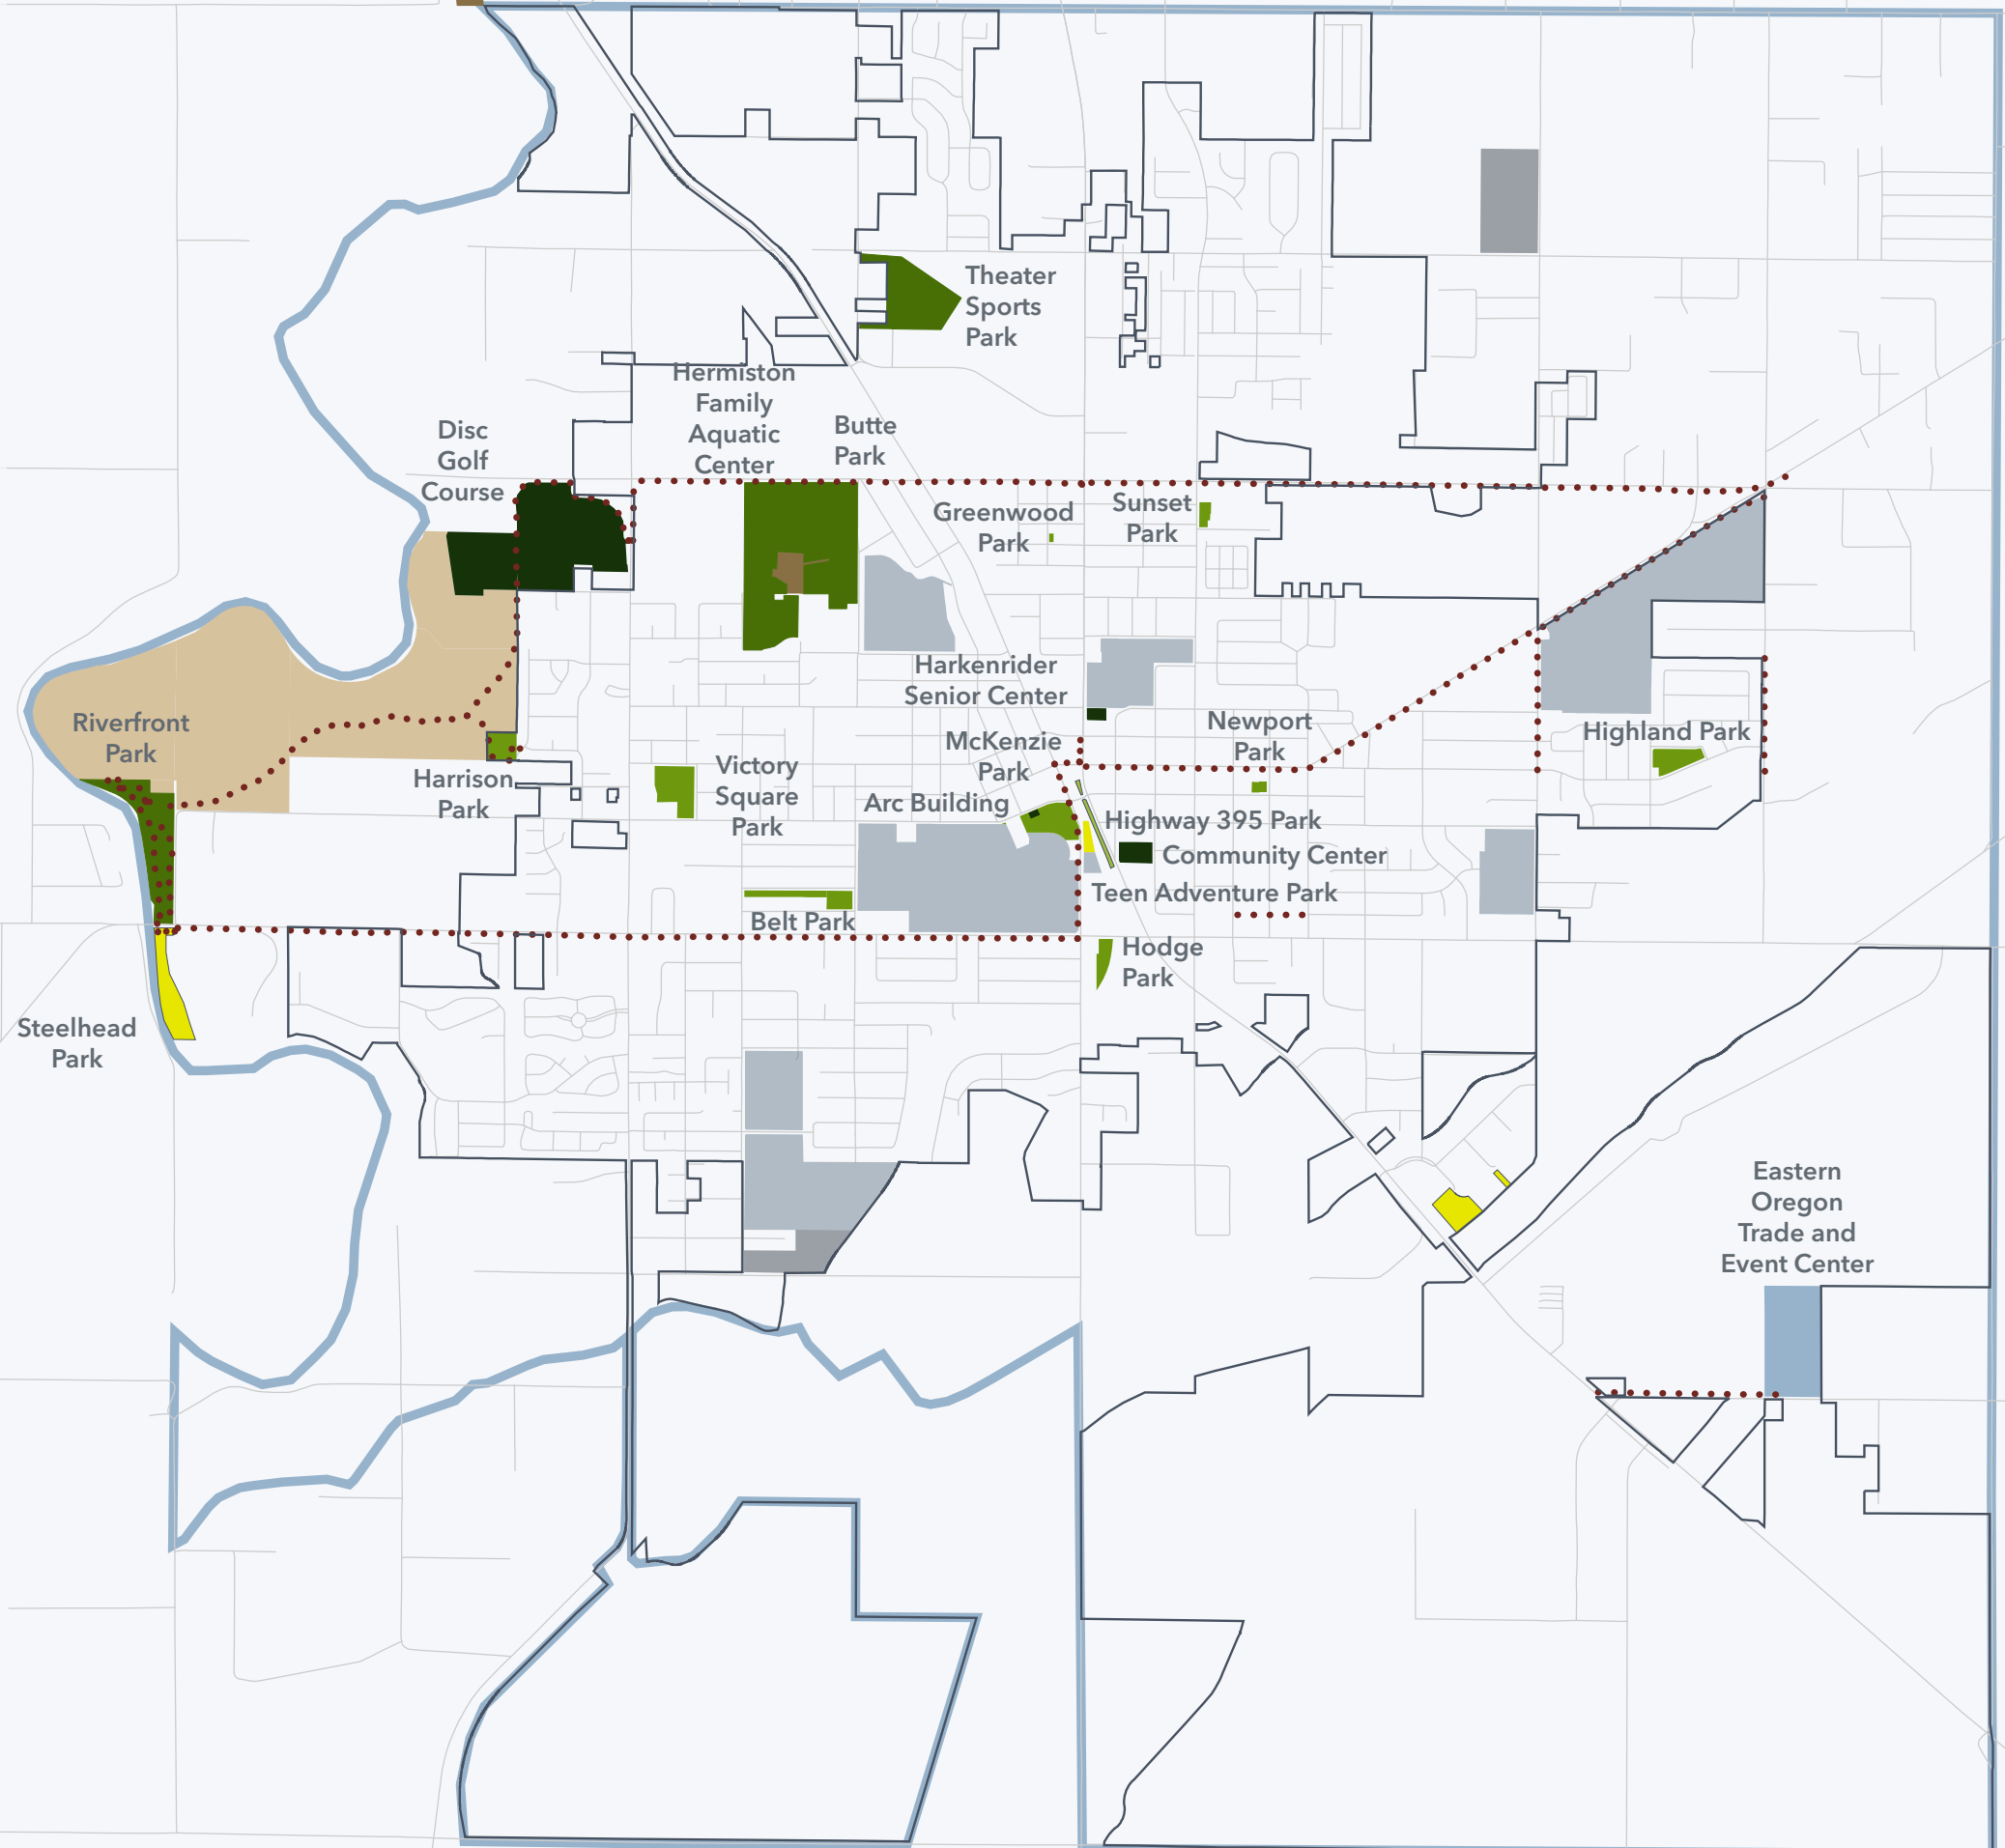 Theater
Sports
Park
Hermiston
Family
Aquatic
Center
Butte
Park
Disc
Golf
Course
Greenwood
Park
Sunset
Park
Harkenrider
Senior Center
Newport
Park
Highland Park
Riverfront
Park
McKenzie
Park
Harrison
Park
Victory
Square
Park
Arc Building
Highway 395 Park
Community Center
Teen Adventure Park
Belt Park
Hodge
Park
Steelhead
Park
Eastern
Oregon
Trade and
Event Center